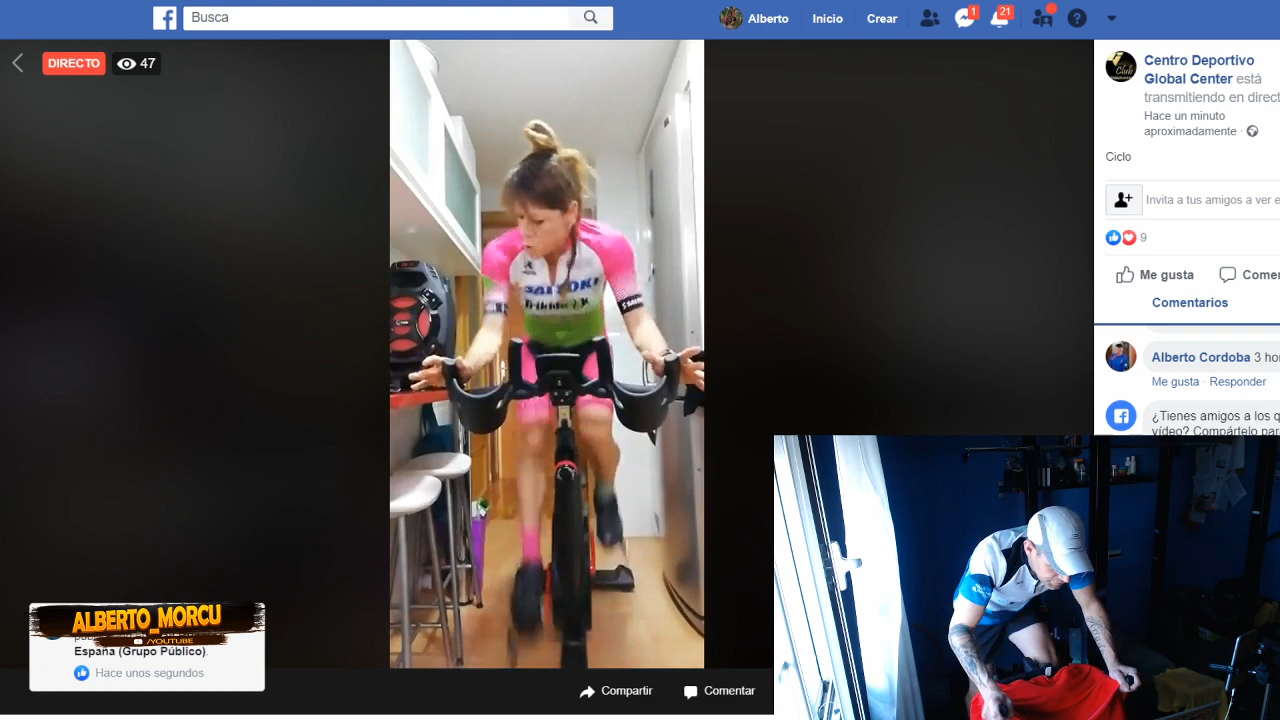 Busca
Alberto
Inicio
Crear
1
21
DIRECTO
47
Centro Deportivo
Global Center está
transmitiendo en direct
Hace un minuto
aproximadamente ·
Ciclo
Invita a tus amigos a ver e
9
Me gusta
Comen
Comentarios
Alberto Cordoba 3 hor
Me gusta · Responder
¿Tienes amigos a los q
vídeo? Compártelo para
SALTOKI
ALBERTO_MORCU
YOUTUBE
España (Grupo Público).
Hace unos segundos
Compartir
Comentar